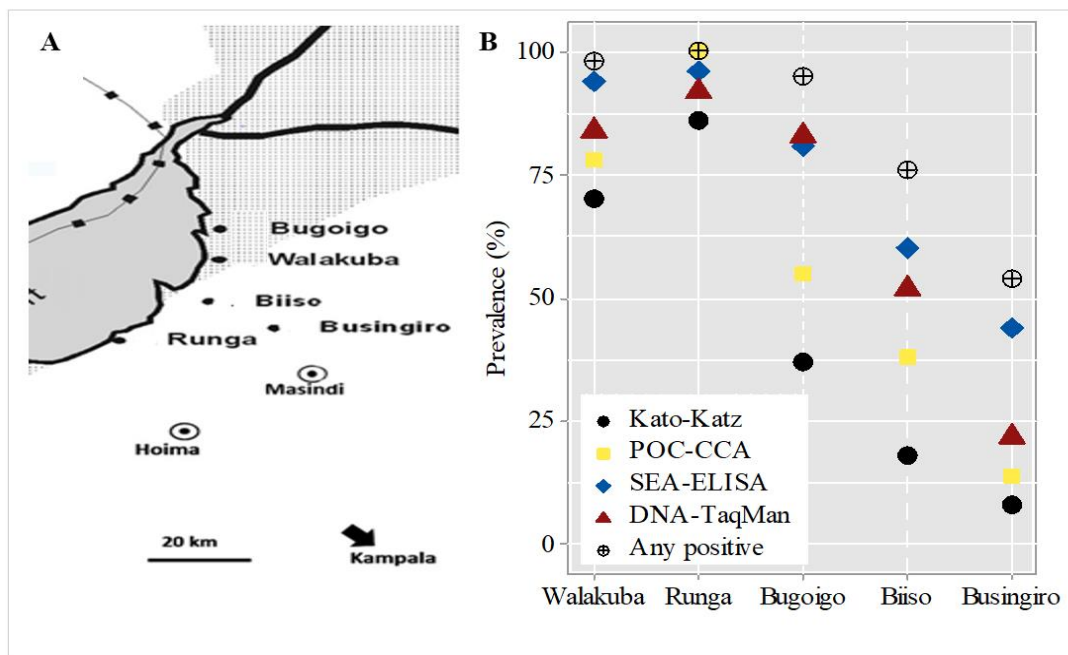 A
Bugoigo
Walakuba
Biiso
Busingiro
Runga
Masindi
Hoima
20 km
Kampala
B
Prevalence (%)
100
75
50
25
0
Kato-Katz
POC-CCA
SEA-ELISA
DNA-TaqMan
Any positive
Walakuba Runga Bugoigo Biiso Busingiro